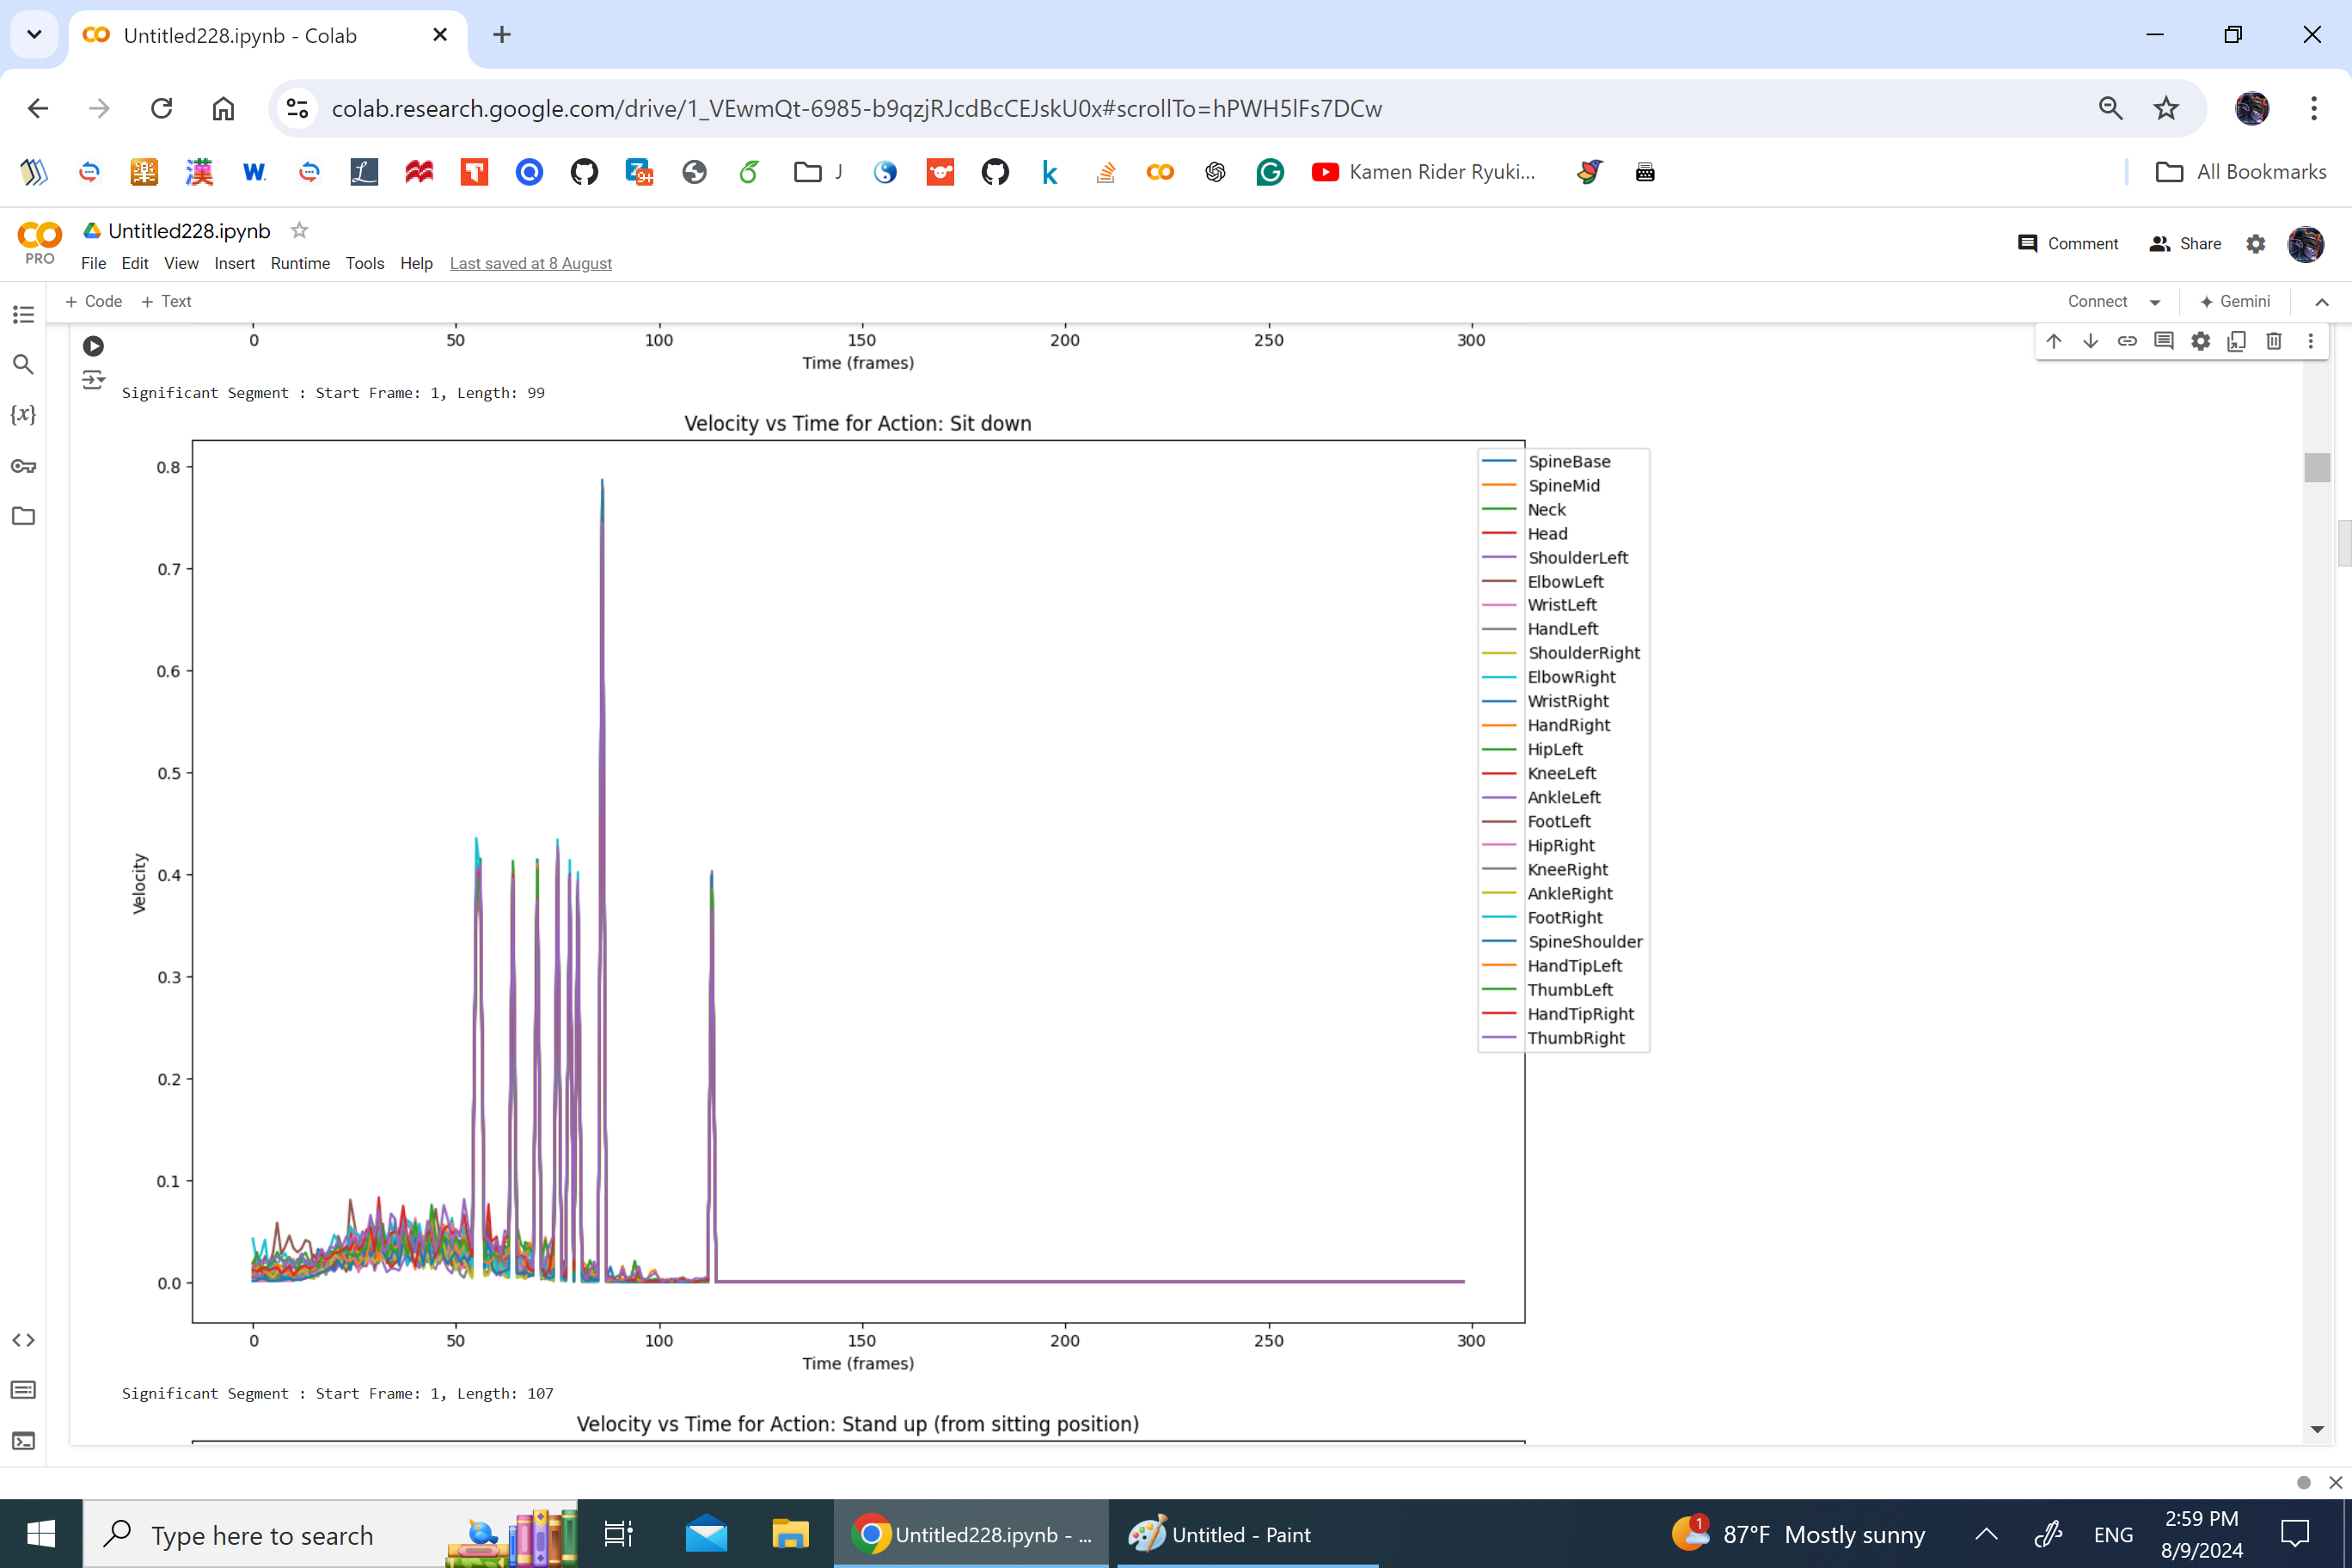 Untitled228.ipynb - Colab
colab.research.google.com/drive/1_VEwmQt-6985-b9qzjRJcdBcCEJskU0x#scrollTo=hPWH5lFs7DCw
J
Kamen Rider Ryuki...
All Bookmarks
PRO
Untitled228.ipynb
File Edit View Insert Runtime Tools Help Last saved at 8 August
Comment Share
+ Code + Text
Connect Gemini
0 50 100 150 200 250 300
Time (frames)
Significant Segment : Start Frame: 1, Length: 99
Velocity vs Time for Action: Sit down
0.8
0.7
0.6
0.5
0.4
0.3
0.2
0.1
0.0
Velocity
SpineBase
SpineMid
Neck
Head
ShoulderLeft
ElbowLeft
WristLeft
HandLeft
ShoulderRight
ElbowRight
WristRight
HandRight
HipLeft
KneeLeft
AnkleLeft
FootLeft
HipRight
KneeRight
AnkleRight
FootRight
SpineShoulder
HandTipLeft
ThumbLeft
HandTipRight
ThumbRight
0 50 100 150 200 250 300
Time (frames)
Significant Segment : Start Frame: 1, Length: 107
Velocity vs Time for Action: Stand up (from sitting position)
Type here to search
Untitled228.ipynb - ...
Untitled - Paint
1
87°F Mostly sunny
ENG
2:59 PM
8/9/2024